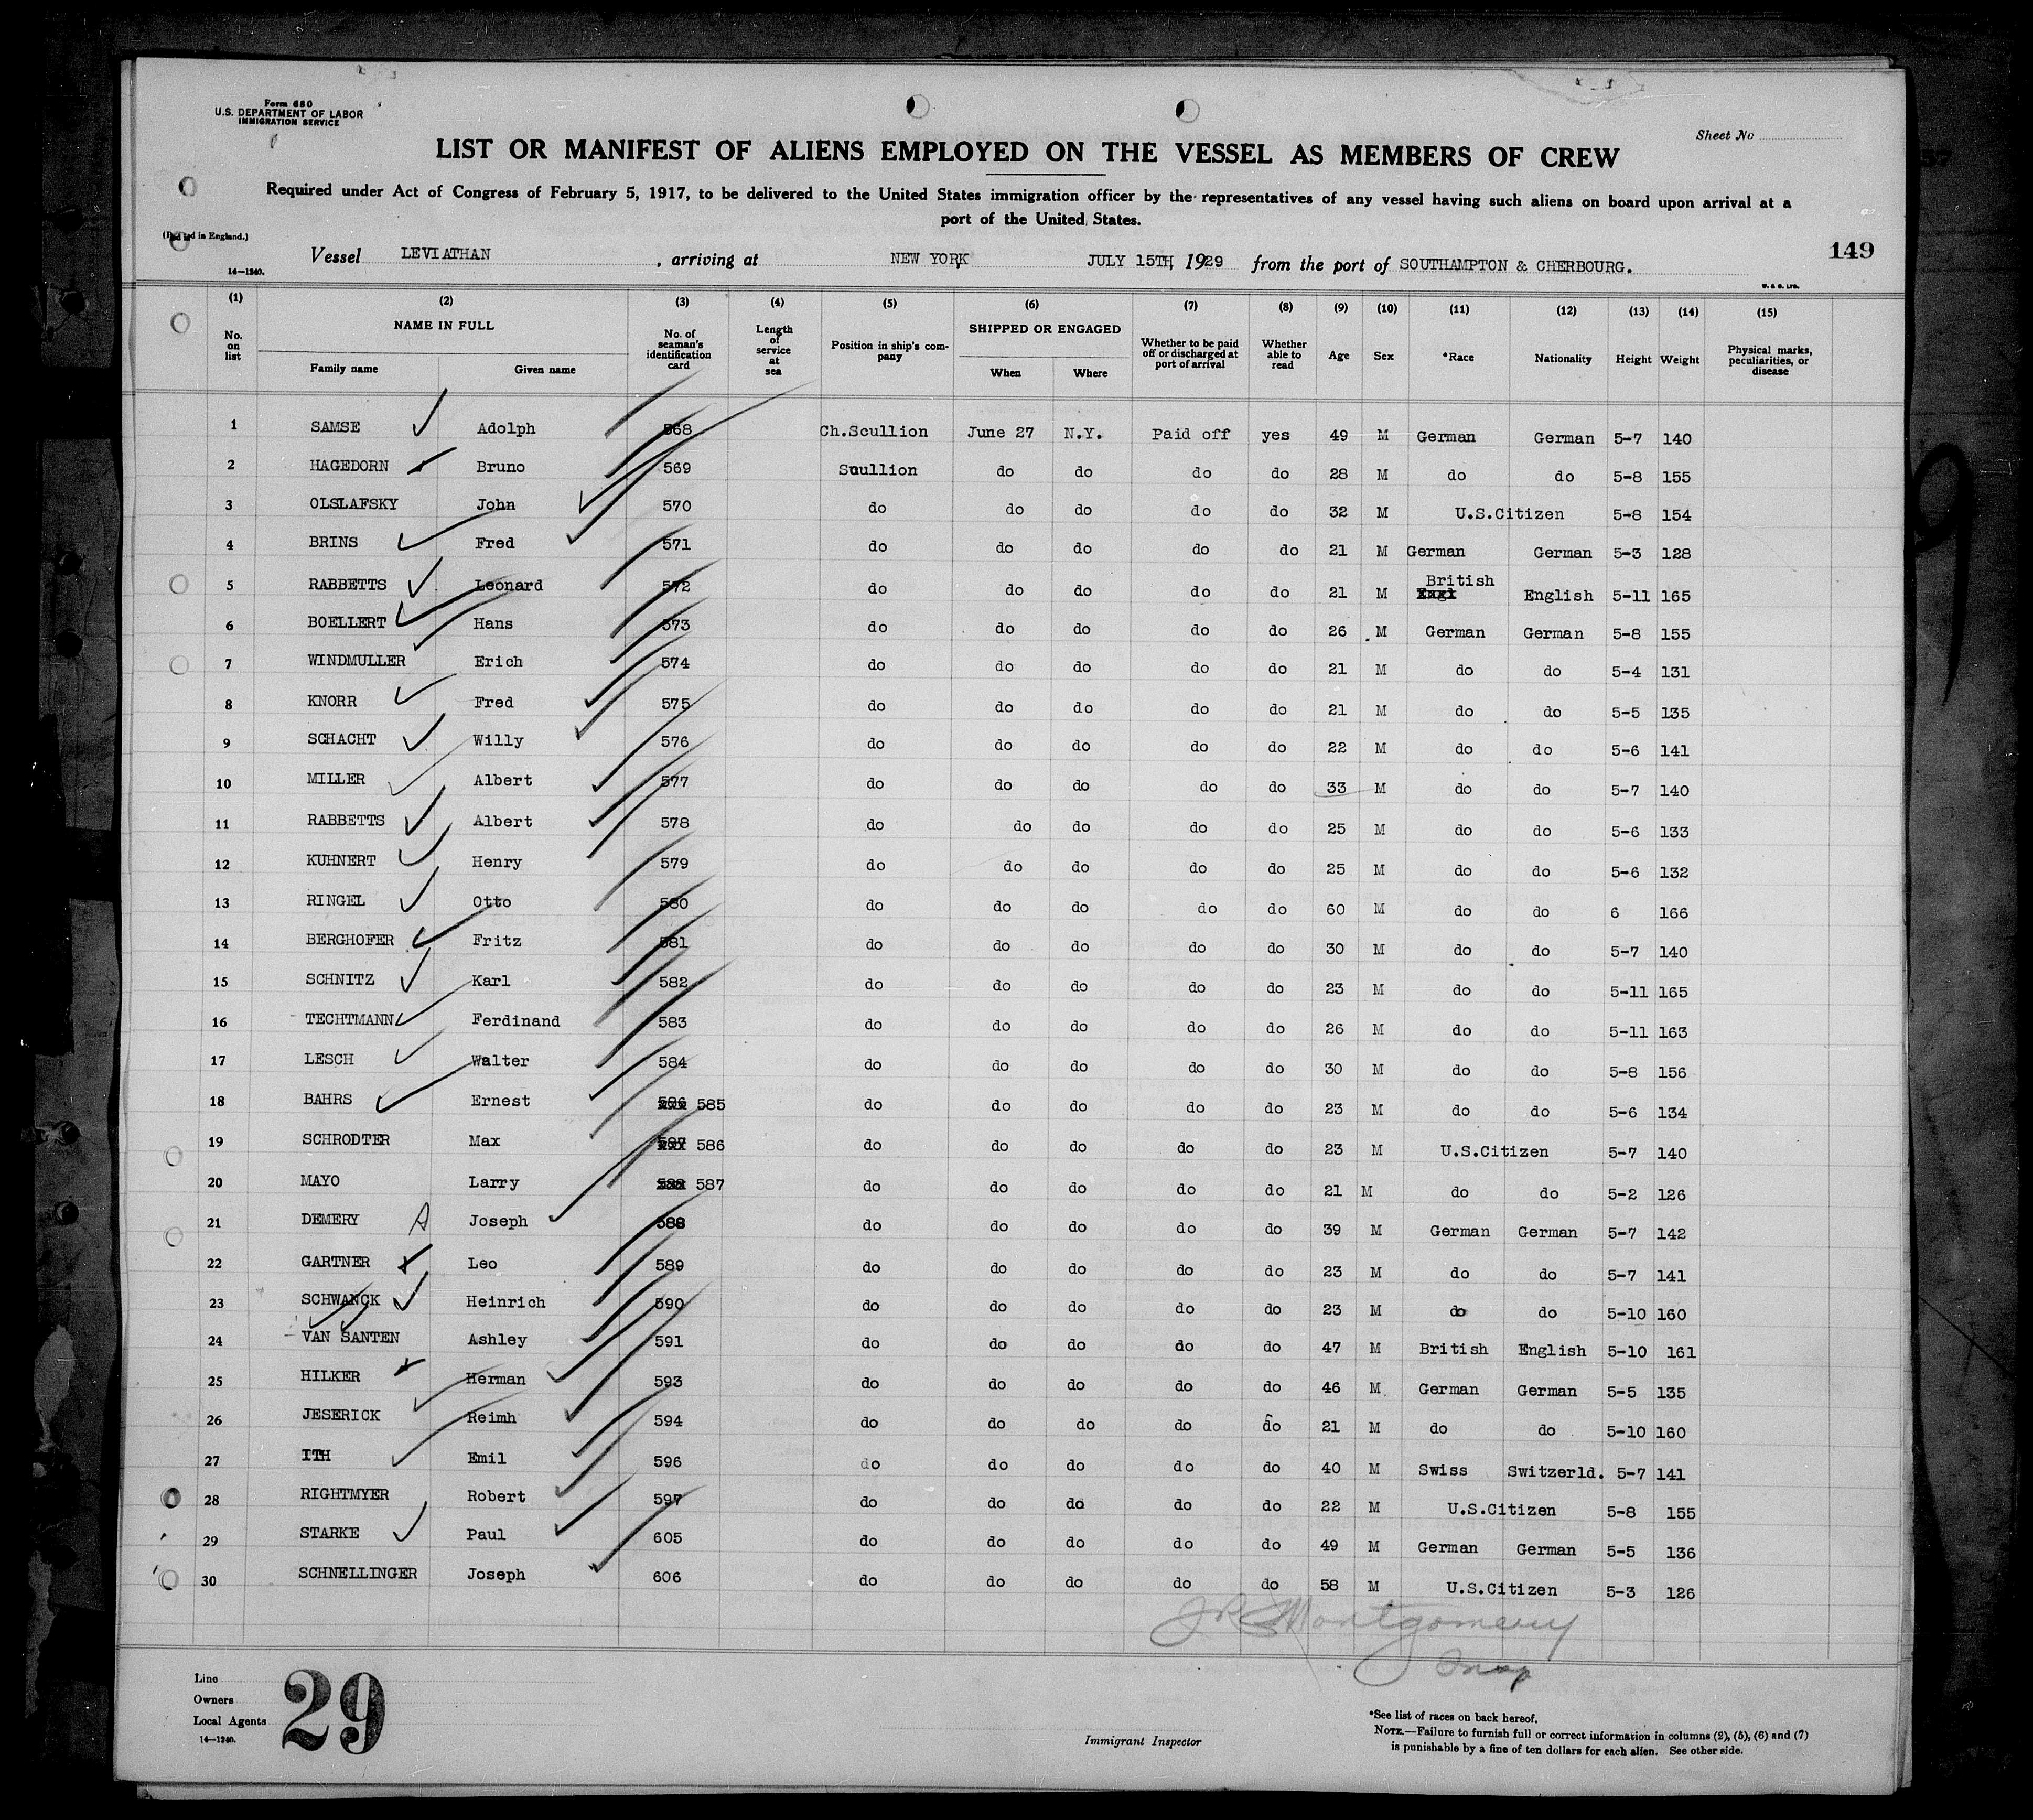 Form 680
U.S. DEPARTMENT OF LABOR
IMMIGRATION SERVICE
Sheet No
LIST OR MANIFEST OF ALIENS EMPLOYED ON THE VESSEL AS MEMBERS OF CREW
Required under Act of Congress of February 5, 1917, to be delivered to the United States immigration officer by the representatives of any vessel having such aliens on board upon arrival at a
port of the United States.
in England.)
149
Vessel LEVIATHAN , arriving at NEW YORK JULY 15TH, 1929 from the port of SOUTHAMPTON & CHERBOURG.
14—1240.
W. & S. LTD.
(1) (2) (3) (4) (5) (6) (7) (8) (9) (10) (11) (12) (13) (14) (15)
No. on list NAME IN FULL Family name Given name No. of seaman's identification card Length of service at sea Position in ship's company SHIPPED OR ENGAGED When Where Whether to be paid off or discharged at port of arrival Whether able to read Age Sex *Race Nationality Height Weight Physical marks, peculiarities, or disease
1 SAMSE Adolph 568 Ch.Scullion June 27 N.Y. Paid off yes 49 M German German 5-7 140
2 HAGEDORN Bruno 569 Scullion do do do do 28 M do do 5-8 155
3 OLSLAFSKY John 570 do do do do do 32 M U.S.Citizen 5-8 154
4 BRINS Fred 571 do do do do do 21 M German German 5-3 128
5 RABBETTS Leonard 572 do do do do do 21 M British English 5-11 165
6 BOELLERT Hans 573 do do do do do 26 M German German 5-8 155
7 WINDMULLER Erich 574 do do do do do 21 M do do 5-4 131
8 KNORR Fred 575 do do do do do 21 M do do 5-5 135
9 SCHACHT Willy 576 do do do do do 22 M do do 5-6 141
10 MILLER Albert 577 do do do do do 33 M do do 5-7 140
11 RABBETTS Albert 578 do do do do do 25 M do do 5-6 133
12 KUHNERT Henry 579 do do do do do 25 M do do 5-6 132
13 RINGEL Otto 580 do do do do do 60 M do do 6 166
14 BERGHOFER Fritz 581 do do do do do 30 M do do 5-7 140
15 SCHNITZ Karl 582 do do do do do 23 M do do 5-11 165
16 TECHTMANN Ferdinand 583 do do do do do 26 M do do 5-11 163
17 LESCH Walter 584 do do do do do 30 M do do 5-8 156
18 BAHRS Ernest 586 585 do do do do do 23 M do do 5-6 134
19 SCHRODTER Max 587 586 do do do do do 23 M U.S.Citizen 5-7 140
20 MAYO Larry 588 587 do do do do do 21 M do do 5-2 126
21 DEMERY A Joseph 588 do do do do do 39 M German German 5-7 142
22 GARTNER Leo 589 do do do do do 23 M do do 5-7 141
23 SCHWANCK Heinrich 590 do do do do do 23 M do do 5-10 160
24 VAN SANTEN Ashley 591 do do do do do 47 M British English 5-10 161
25 HILKER Herman 593 do do do do do 46 M German German 5-5 135
26 JESERICK Reimh 594 do do do do do 21 M do do 5-10 160
27 ITH Emil 596 do do do do do 40 M Swiss Switzerld. 5-7 141
28 RIGHTMYER Robert 597 do do do do do 22 M U.S.Citizen 5-8 155
29 STARKE Paul 605 do do do do do 49 M German German 5-5 136
30 SCHNELLINGER Joseph 606 do do do do do 58 M U.S.Citizen 5-3 126
J R Montgomery
Insp
Line
Owners
Local Agents
14—1240.
29
Immigrant Inspector
*See list of races on back hereof.
NOTE.—Failure to furnish full or correct information in columns (2), (5), (6) and (7)
is punishable by a fine of ten dollars for each alien. See other side.